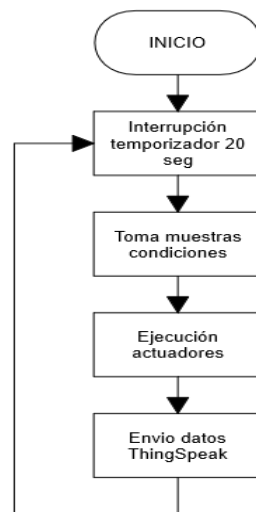 INICIO
Interrupción
temporizador 20
seg
Toma muestras
condiciones
Ejecución
actuadores
Envio datos
ThingSpeak